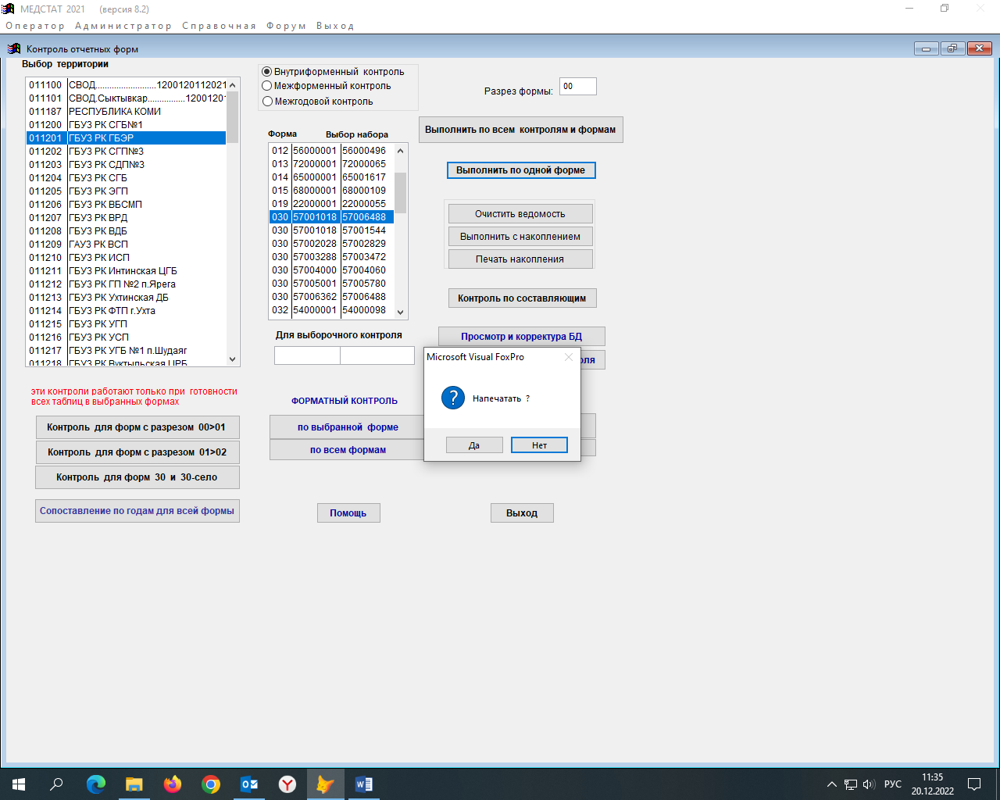 МЕДСТАТ 2021 (версия 8.2)
Оператор Администратор Справочная Форум Выход
Контроль отчетных форм
Выбор территории
011100 СВОД..........................1200120112021
011101 СВОД.Сыктывкар................1200120
011187 РЕСПУБЛИКА КОМИ
011200 ГБУЗ РК СГБ№1
011201 ГБУЗ РК ГБЭР
011202 ГБУЗ РК СГП№3
011203 ГБУЗ РК СДП№3
011204 ГБУЗ РК СГБ
011205 ГБУЗ РК ЭГП
011206 ГБУЗ РК ВБСМП
011207 ГБУЗ РК ВРД
011208 ГБУЗ РК ВДБ
011209 ГАУЗ РК ВСП
011210 ГБУЗ РК ИСП
011211 ГБУЗ РК Интинская ЦГБ
011212 ГБУЗ РК ГП №2 п.Ярега
011213 ГБУЗ РК Ухтинская ДБ
011214 ГБУЗ РК ФТП г.Ухта
011215 ГБУЗ РК УГП
011216 ГБУЗ РК УСП
011217 ГБУЗ РК УГБ №1 п.Шудаяг
011218 ГБУЗ РК Вуктыльская ЦРБ
эти контроли работают только при готовности
всех таблиц в выбранных формах
Контроль для форм с разрезом 00>01
Контроль для форм с разрезом 01>02
Контроль для форм 30 и 30-село
Сопоставление по годам для всей формы
Внутриформенный контроль
Межформенный контроль
Межгодовой контроль
Форма Выбор набора
012 56000001 56000496
013 72000001 72000065
014 65000001 65001617
015 68000001 68000109
019 22000001 22000055
030 57001018 57006488
030 57001018 57001544
030 57002028 57002829
030 57003288 57003472
030 57004000 57004060
030 57005001 57005780
030 57006362 57006488
032 54000001 54000098
Для выборочного контроля
ФОРМАТНЫЙ КОНТРОЛЬ
по выбранной форме
по всем формам
Помощь
Разрез формы: 00
Выполнить по всем контролям и формам
Выполнить по одной форме
Очистить ведомость
Выполнить с накоплением
Печать накопления
Контроль по составляющим
Просмотр и корректура БД
оля
Microsoft Visual FoxPro
?
Напечатать ?
Да Нет
Выход
РУС
11:35
20.12.2022